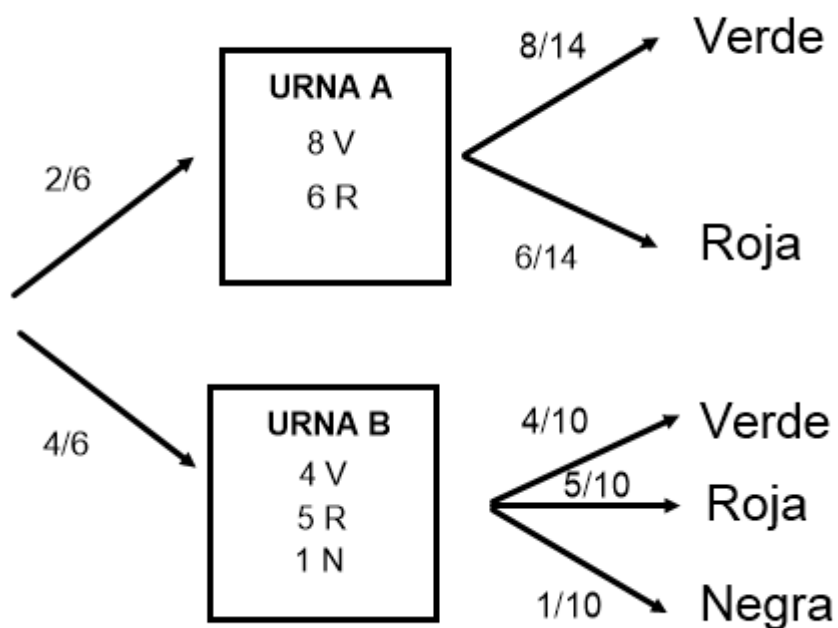 2/6
URNA A
8 V
6 R
8/14
Verde
6/14
Roja
4/6
URNA B
4 V
5 R
1 N
4/10
Verde
5/10
Roja
1/10
Negra